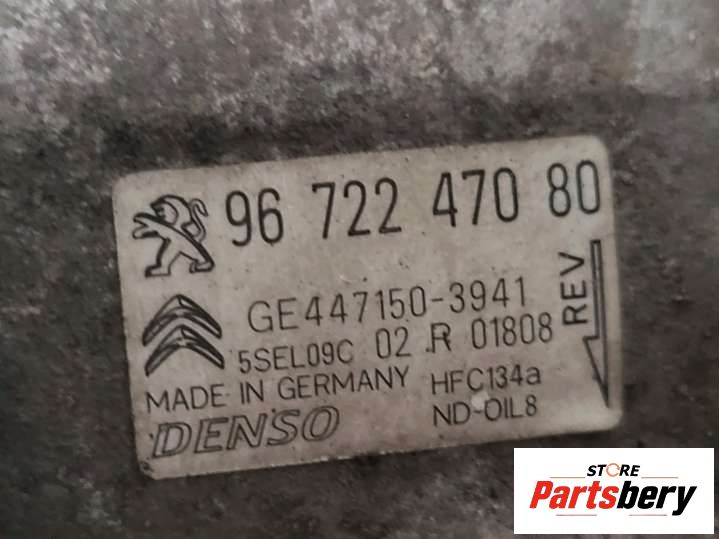 96 722 470 80
GE447150-3941
5SEL09C 02 R 01808
REV
MADE IN GERMANY HFC134a
DENSO ND-OIL8
STORE
Partsbery